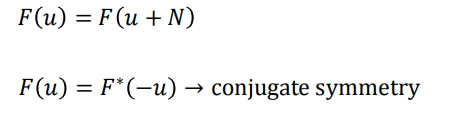 F(u) = F(u + N)
F(u) = F*(−u) → conjugate symmetry